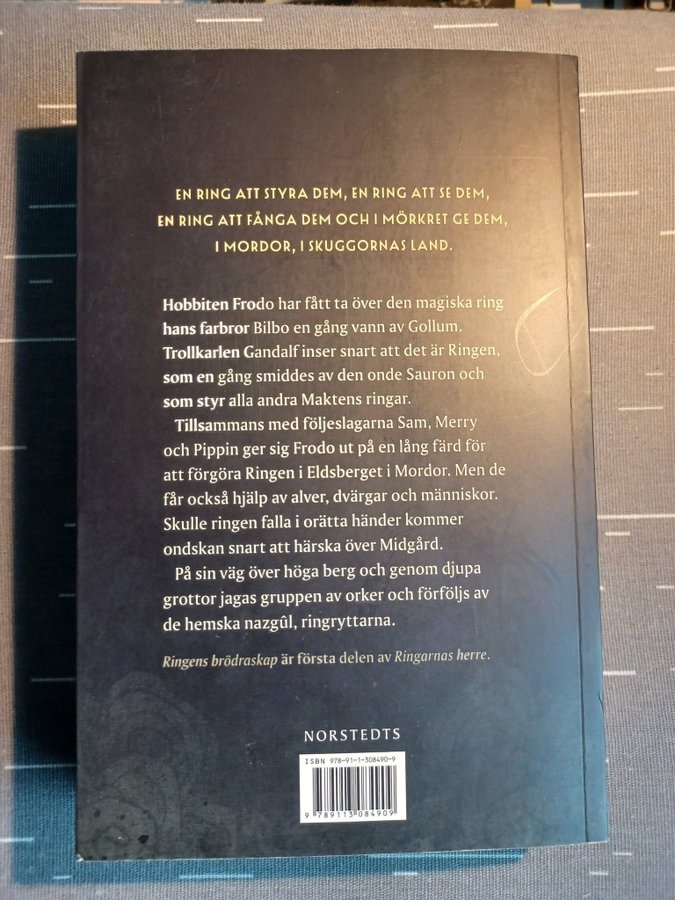 EN RING ATT STYRA DEM, EN RING ATT SE DEM,
EN RING ATT FÅNGA DEM OCH I MÖRKRET GE DEM,
I MORDOR, I SKUGGORNAS LAND.
Hobbiten Frodo har fått ta över den magiska ring
hans farbror Bilbo en gång vann av Gollum.
Trollkarlen Gandalf inser snart att det är Ringen,
som en gång smiddes av den onde Sauron och
som styr alla andra Maktens ringar.
Tillsammans med följeslagarna Sam, Merry
och Pippin ger sig Frodo ut på en lång färd för
att förgöra Ringen i Eldsberget i Mordor. Men de
får också hjälp av alver, dvärgar och människor.
Skulle ringen falla i orätta händer kommer
ondskan snart att härska över Midgård.
På sin väg över höga berg och genom djupa
grottor jagas gruppen av orker och förföljs av
de hemska nazgûl, ringryttarna.
Ringens brödraskap är första delen av Ringarnas herre.
NORSTEDTS
ISBN 978-91-1-308490-9
9 789113 084909